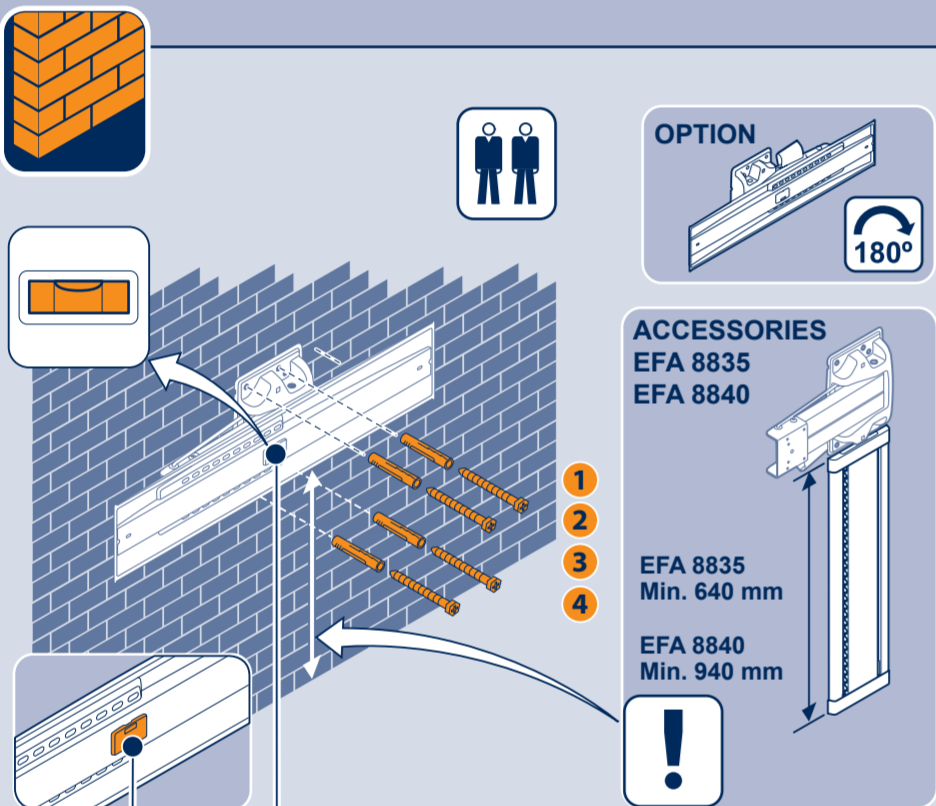 OPTION
180º
ACCESSORIES
EFA 8835
EFA 8840
1
2
3
4
EFA 8835
Min. 640 mm
EFA 8840
Min. 940 mm
!